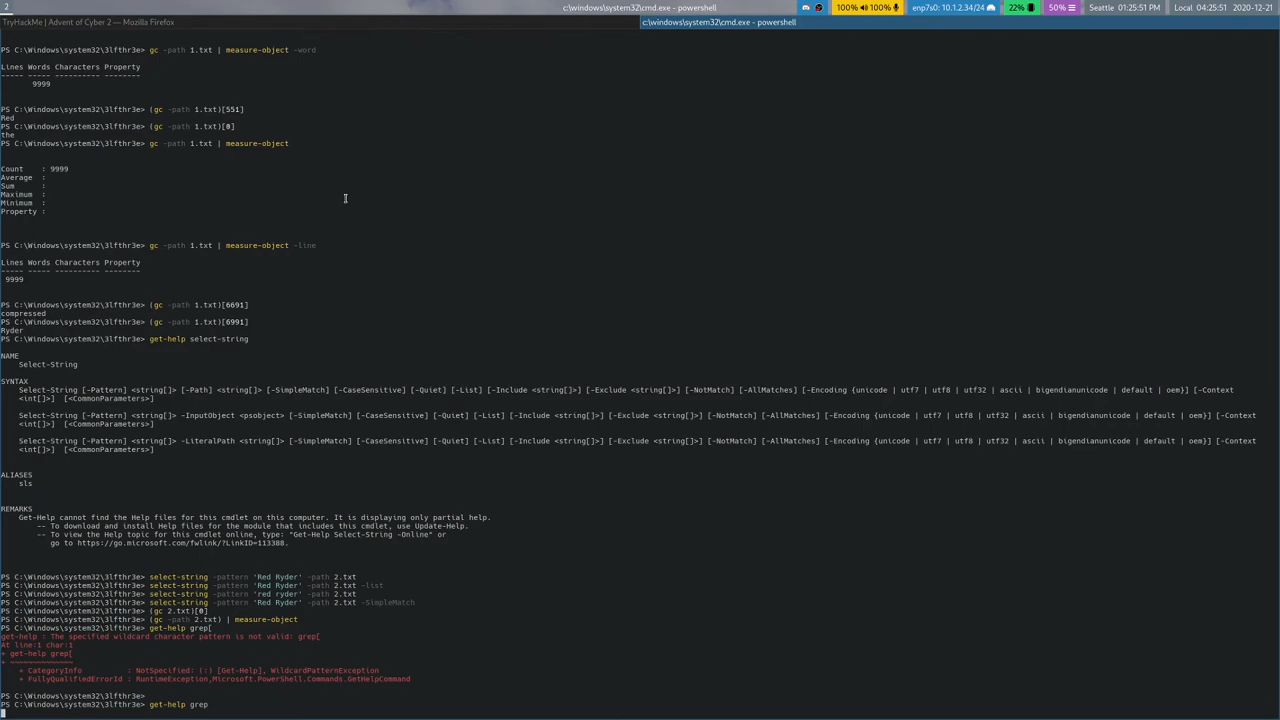 2
c:\windows\system32\cmd.exe - powershell
100% 100%
enp7s0: 10.1.2.34/24
22%
50%
Seattle 01:25:51 PM
Local 04:25:51 2020-12-21
TryHackMe | Advent of Cyber 2 — Mozilla Firefox
c:\windows\system32\cmd.exe - powershell
PS C:\Windows\system32\3lfthr3e> gc -path 1.txt | measure-object -word
Lines Words Characters Property
----- ----- ---------- --------
9999
PS C:\Windows\system32\3lfthr3e> (gc -path 1.txt)[551]
Red
PS C:\Windows\system32\3lfthr3e> (gc -path 1.txt)[0]
the
PS C:\Windows\system32\3lfthr3e> gc -path 1.txt | measure-object
Count : 9999
Average :
Sum :
Maximum :
Minimum :
Property :
PS C:\Windows\system32\3lfthr3e> gc -path 1.txt | measure-object -line
Lines Words Characters Property
----- ----- ---------- --------
9999
PS C:\Windows\system32\3lfthr3e> (gc -path 1.txt)[6691]
compressed
PS C:\Windows\system32\3lfthr3e> (gc -path 1.txt)[6991]
Ryder
PS C:\Windows\system32\3lfthr3e> get-help select-string
NAME
Select-String
SYNTAX
Select-String [-Pattern] <string[]> [-Path] <string[]> [-SimpleMatch] [-CaseSensitive] [-Quiet] [-List] [-Include <string[]>] [-Exclude <string[]>] [-NotMatch] [-AllMatches] [-Encoding {unicode | utf7 | utf8 | utf32 | ascii | bigendianunicode | default | oem}] [-Context
<int[]>] [<CommonParameters>]
Select-String [-Pattern] <string[]> -InputObject <psobject> [-SimpleMatch] [-CaseSensitive] [-Quiet] [-List] [-Include <string[]>] [-Exclude <string[]>] [-NotMatch] [-AllMatches] [-Encoding {unicode | utf7 | utf8 | utf32 | ascii | bigendianunicode | default | oem}] [-Context
<int[]>] [<CommonParameters>]
Select-String [-Pattern] <string[]> -LiteralPath <string[]> [-SimpleMatch] [-CaseSensitive] [-Quiet] [-List] [-Include <string[]>] [-Exclude <string[]>] [-NotMatch] [-AllMatches] [-Encoding {unicode | utf7 | utf8 | utf32 | ascii | bigendianunicode | default | oem}] [-Context
<int[]>] [<CommonParameters>]
ALIASES
sls
REMARKS
Get-Help cannot find the Help files for this cmdlet on this computer. It is displaying only partial help.
-- To download and install Help files for the module that includes this cmdlet, use Update-Help.
-- To view the Help topic for this cmdlet online, type: "Get-Help Select-String -Online" or
go to https://go.microsoft.com/fwlink/?LinkID=113388.
PS C:\Windows\system32\3lfthr3e> select-string -pattern 'Red Ryder' -path 2.txt
PS C:\Windows\system32\3lfthr3e> select-string -pattern 'Red Ryder' -path 2.txt -list
PS C:\Windows\system32\3lfthr3e> select-string -pattern 'red ryder' -path 2.txt
PS C:\Windows\system32\3lfthr3e> select-string -pattern 'Red Ryder' -path 2.txt -SimpleMatch
PS C:\Windows\system32\3lfthr3e> (gc 2.txt)[0]
PS C:\Windows\system32\3lfthr3e> (gc -path 2.txt) | measure-object
PS C:\Windows\system32\3lfthr3e> get-help grep[
get-help : The specified wildcard character pattern is not valid: grep[
At line:1 char:1
+ get-help grep[
+ ~~~~~~~~~~~~~~
+ CategoryInfo : NotSpecified: (:) [Get-Help], WildcardPatternException
+ FullyQualifiedErrorId : RuntimeException,Microsoft.PowerShell.Commands.GetHelpCommand
PS C:\Windows\system32\3lfthr3e>
PS C:\Windows\system32\3lfthr3e> get-help grep